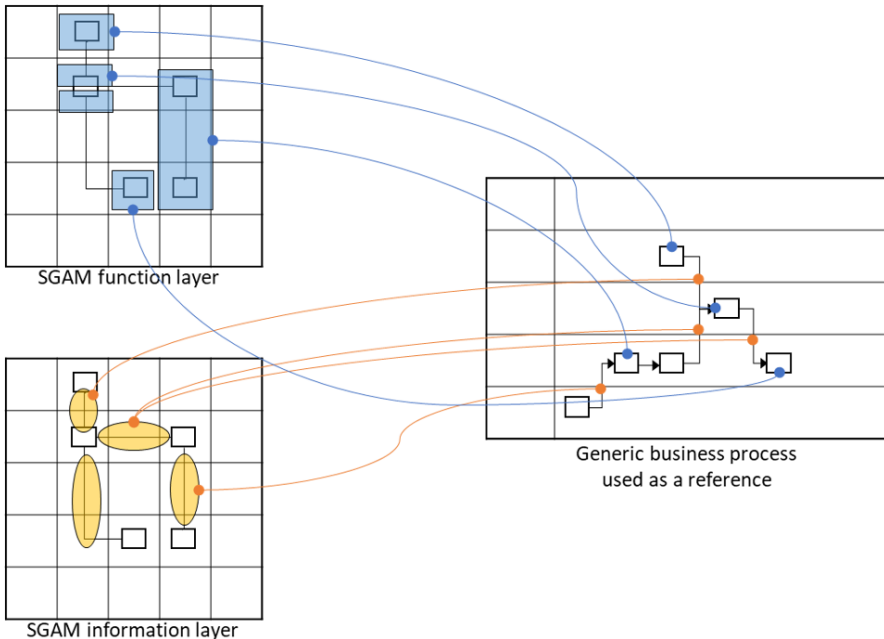 SGAM function layer
Generic business process
used as a reference
SGAM information layer